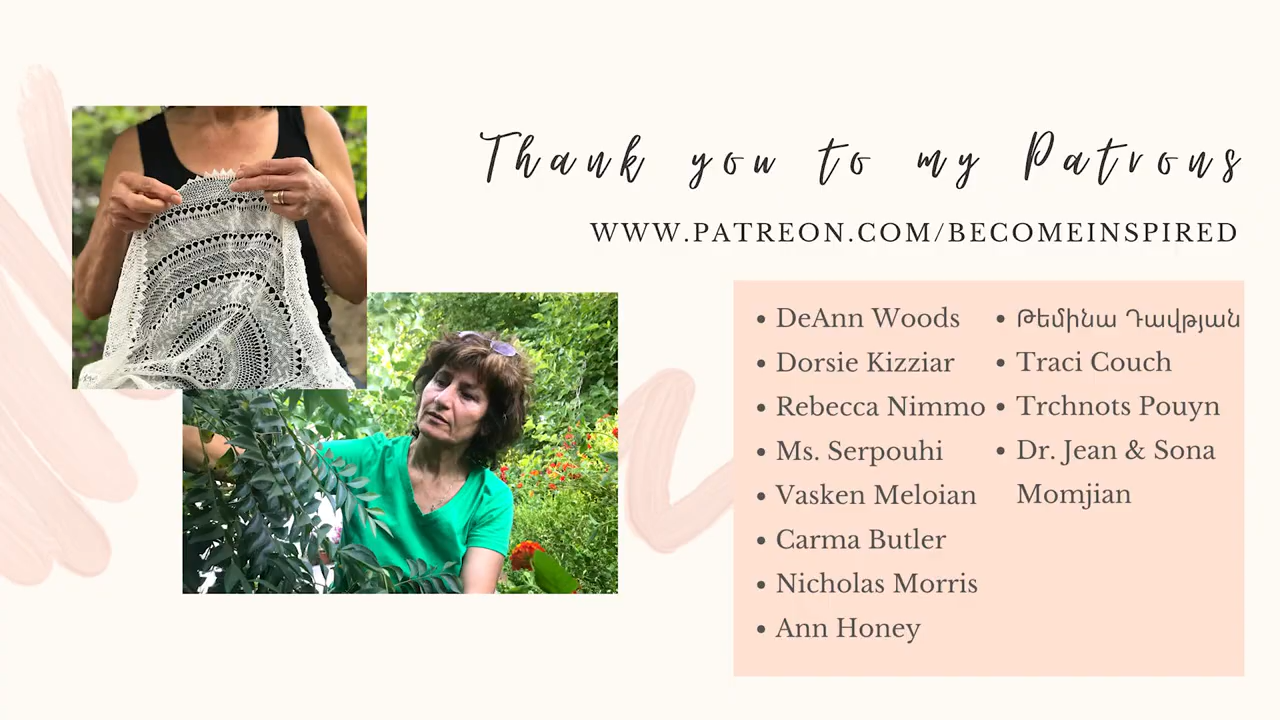 Thank you to my Patrons
WWW.PATREON.COM/BECOMEINSPIRED
• DeAnn Woods
• Dorsie Kizziar
• Rebecca Nimmo
• Ms. Serpouhi
• Vasken Meloian
• Carma Butler
• Nicholas Morris
• Ann Honey
• Թեմինա Դավթյան
• Traci Couch
• Trchnots Pouyn
• Dr. Jean & Sona
Momjian